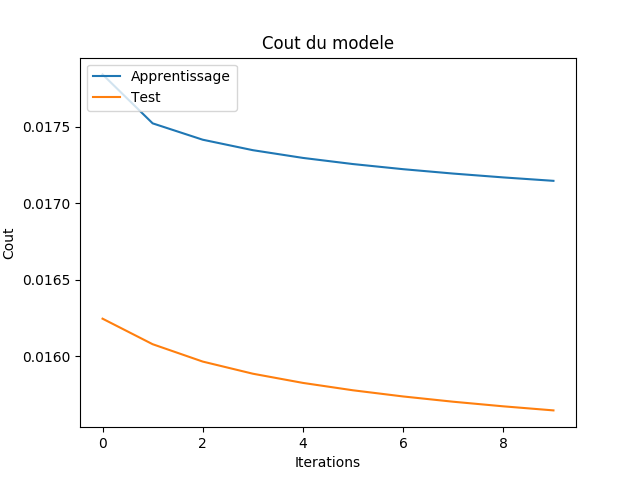 Cout du modele
Apprentissage
Test
0.0175
0.0170
0.0165
0.0160
Cout
0 2 4 6 8
Iterations